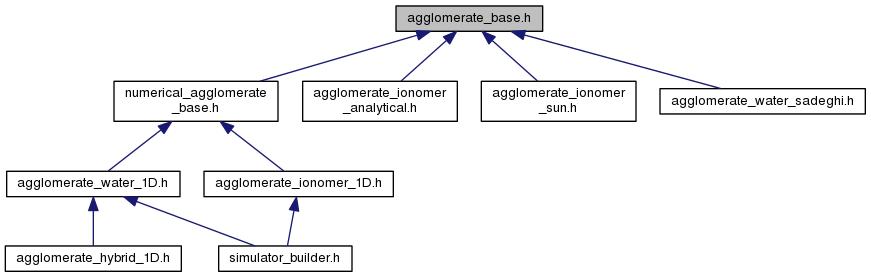 agglomerate_base.h
numerical_agglomerate
_base.h
agglomerate_ionomer
_analytical.h
agglomerate_ionomer
_sun.h
agglomerate_water_sadeghi.h
agglomerate_water_1D.h
agglomerate_ionomer_1D.h
agglomerate_hybrid_1D.h
simulator_builder.h